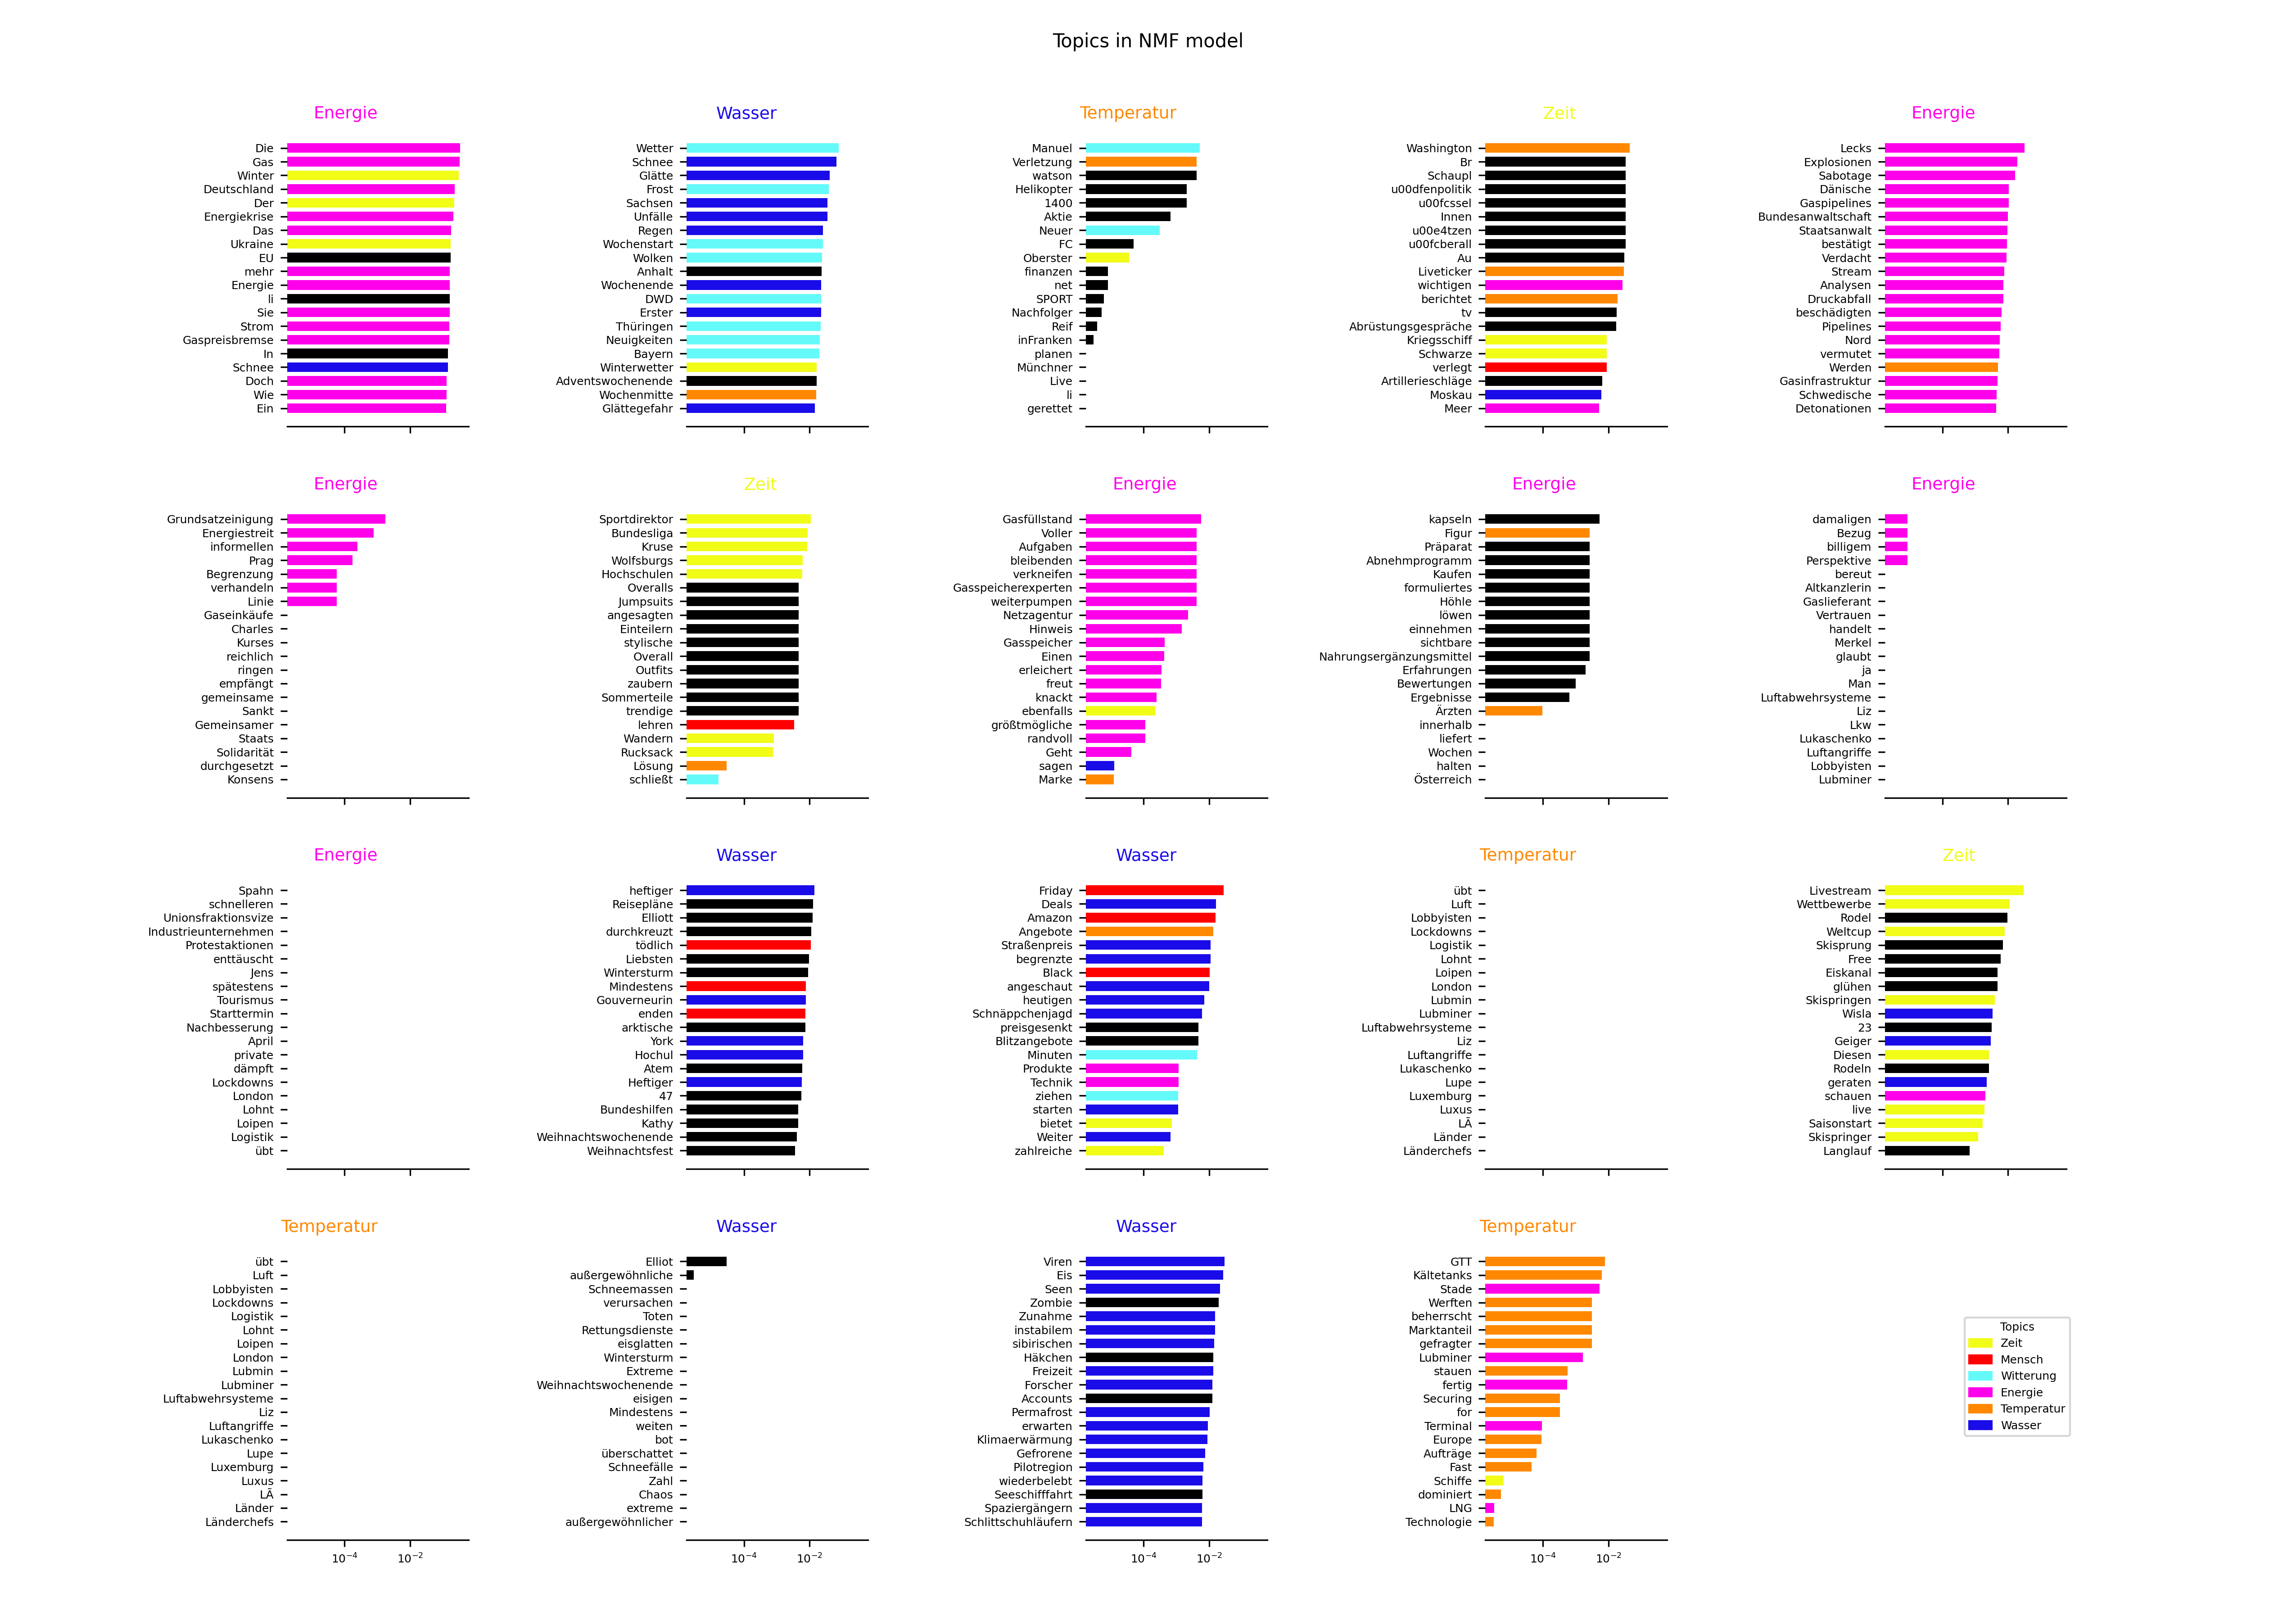 Topics in NMF model
Energie
Die
Gas
Winter
Deutschland
Der
Energiekrise
Das
Ukraine
EU
mehr
Energie
li
Sie
Strom
Gaspreisbremse
In
Schnee
Doch
Wie
Ein
Wasser
Wetter
Schnee
Glätte
Frost
Sachsen
Unfälle
Regen
Wochenstart
Wolken
Anhalt
Wochenende
DWD
Erster
Thüringen
Neuigkeiten
Bayern
Winterwetter
Adventswochenende
Wochenmitte
Glättegefahr
Temperatur
Manuel
Verletzung
watson
Helikopter
1400
Aktie
Neuer
FC
Oberster
finanzen
net
SPORT
Nachfolger
Reif
inFranken
planen
Münchner
Live
li
gerettet
Zeit
Washington
Br
Schaupl
u00dfenpolitik
u00fcssel
Innen
u00e4tzen
u00fcberall
Au
Liveticker
wichtigen
berichtet
tv
Abrüstungsgespräche
Kriegsschiff
Schwarze
verlegt
Artillerieschläge
Moskau
Meer
Energie
Lecks
Explosionen
Sabotage
Dänische
Gaspipelines
Bundesanwaltschaft
Staatsanwalt
bestätigt
Verdacht
Stream
Analysen
Druckabfall
beschädigten
Pipelines
Nord
vermutet
Werden
Gasinfrastruktur
Schwedische
Detonationen
Energie
Grundsatzeinigung
Energiestreit
informellen
Prag
Begrenzung
verhandeln
Linie
Gaseinkäufe
Charles
Kurses
reichlich
ringen
empfängt
gemeinsame
Sankt
Gemeinsamer
Staats
Solidarität
durchgesetzt
Konsens
Zeit
Sportdirektor
Bundesliga
Kruse
Wolfsburgs
Hochschulen
Overalls
Jumpsuits
angesagten
Einteilern
stylische
Overall
Outfits
zaubern
Sommerteile
trendige
lehren
Wandern
Rucksack
Lösung
schließt
Energie
Gasfüllstand
Voller
Aufgaben
bleibenden
verkneifen
Gasspeicherexperten
weiterpumpen
Netzagentur
Hinweis
Gasspeicher
Einen
erleichert
freut
knackt
ebenfalls
größtmögliche
randvoll
Geht
sagen
Marke
Energie
kapseln
Figur
Präparat
Abnehmprogramm
Kaufen
formuliertes
Höhle
löwen
einnehmen
sichtbare
Nahrungsergänzungsmittel
Erfahrungen
Bewertungen
Ergebnisse
Ärzten
innerhalb
liefert
Wochen
halten
Österreich
Energie
damaligen
Bezug
billigem
Perspektive
bereut
Altkanzlerin
Gaslieferant
Vertrauen
handelt
Merkel
glaubt
ja
Man
Luftabwehrsysteme
Liz
Lkw
Lukaschenko
Luftangriffe
Lobbyisten
Lubminer
Energie
Spahn
schnelleren
Unionsfraktionsvize
Industrieunternehmen
Protestaktionen
enttäuscht
Jens
spätestens
Tourismus
Starttermin
Nachbesserung
April
private
dämpft
Lockdowns
London
Lohnt
Loipen
Logistik
übt
Wasser
heftiger
Reisepläne
Elliott
durchkreuzt
tödlich
Liebsten
Wintersturm
Mindestens
Gouverneurin
enden
arktische
York
Hochul
Atem
Heftiger
47
Bundeshilfen
Kathy
Weihnachtswochenende
Weihnachtsfest
Wasser
Friday
Deals
Amazon
Angebote
Straßenpreis
begrenzte
Black
angeschaut
heutigen
Schnäppchenjagd
preisgesenkt
Blitzangebote
Minuten
Produkte
Technik
ziehen
starten
bietet
Weiter
zahlreiche
Temperatur
übt
Luft
Lobbyisten
Lockdowns
Logistik
Lohnt
Loipen
London
Lubmin
Lubminer
Luftabwehrsysteme
Liz
Luftangriffe
Lukaschenko
Lupe
Luxemburg
Luxus
LÃ
Länder
Länderchefs
Zeit
Livestream
Wettbewerbe
Rodel
Weltcup
Skisprung
Free
Eiskanal
glühen
Skispringen
Wisla
23
Geiger
Diesen
Rodeln
geraten
schauen
live
Saisonstart
Skispringer
Langlauf
Temperatur
übt
Luft
Lobbyisten
Lockdowns
Logistik
Lohnt
Loipen
London
Lubmin
Lubminer
Luftabwehrsysteme
Liz
Luftangriffe
Lukaschenko
Lupe
Luxemburg
Luxus
LÃ
Länder
Länderchefs
10⁻⁴ 10⁻²
Wasser
Elliot
außergewöhnliche
Schneemassen
verursachen
Toten
Rettungsdienste
eisglatten
Wintersturm
Extreme
Weihnachtswochenende
eisigen
Mindestens
weiten
bot
überschattet
Schneefälle
Zahl
Chaos
extreme
außergewöhnlicher
10⁻⁴ 10⁻²
Wasser
Viren
Eis
Seen
Zombie
Zunahme
instabilem
sibirischen
Häkchen
Freizeit
Forscher
Accounts
Permafrost
erwarten
Klimaerwärmung
Gefrorene
Pilotregion
wiederbelebt
Seeschifffahrt
Spaziergängern
Schlittschuhläufern
10⁻⁴ 10⁻²
Temperatur
GTT
Kältetanks
Stade
Werften
beherrscht
Marktanteil
gefragter
Lubminer
stauen
fertig
Securing
for
Terminal
Europe
Aufträge
Fast
Schiffe
dominiert
LNG
Technologie
10⁻⁴ 10⁻²
Topics
Zeit
Mensch
Witterung
Energie
Temperatur
Wasser